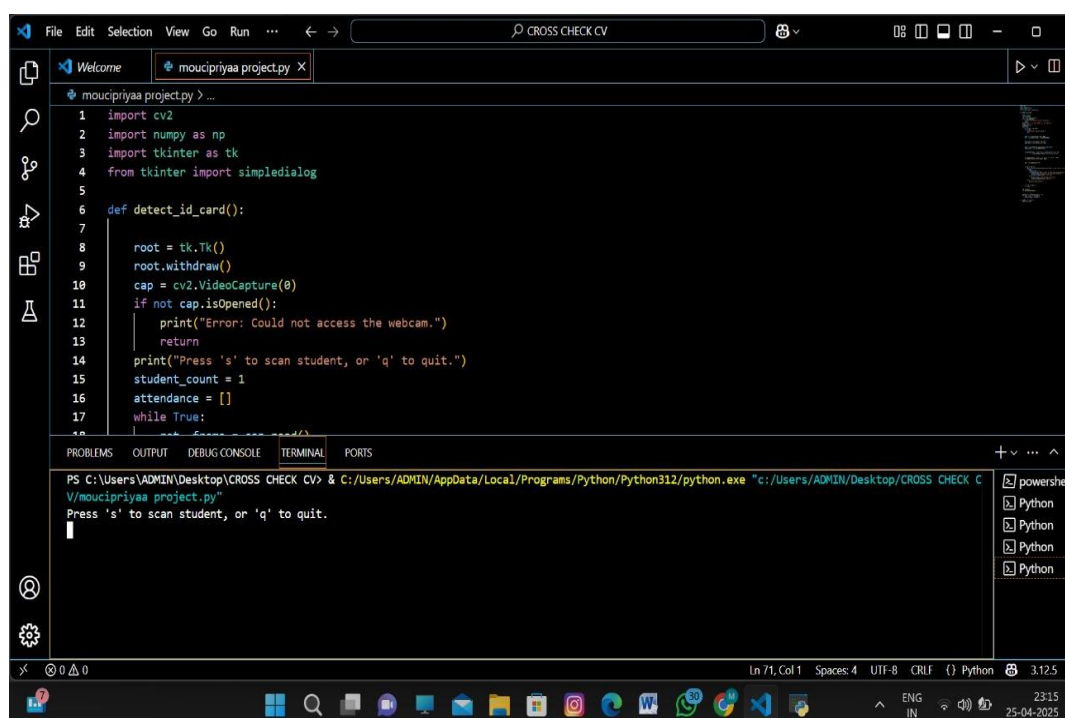 File Edit Selection View Go Run ··· CROSS CHECK CV
Welcome
moucipriyaa project.py
moucipriyaa project.py > ...
1 import cv2
2 import numpy as np
3 import tkinter as tk
4 from tkinter import simpledialog
5
6 def detect_id_card():
7
8 root = tk.Tk()
9 root.withdraw()
10 cap = cv2.VideoCapture(0)
11 if not cap.isOpened():
12 print("Error: Could not access the webcam.")
13 return
14 print("Press 's' to scan student, or 'q' to quit.")
15 student_count = 1
16 attendance = []
17 while True:
PROBLEMS OUTPUT DEBUG CONSOLE TERMINAL PORTS
PS C:\Users\ADMIN\Desktop\CROSS CHECK CV> & C:/Users/ADMIN/AppData/Local/Programs/Python/Python312/python.exe "c:/Users/ADMIN/Desktop/CROSS CHECK C
V/moucipriyaa project.py"
Press 's' to scan student, or 'q' to quit.
powershe
Python
Python
Python
Python
0 0 Ln 71, Col 1 Spaces: 4 UTF-8 CRLF {} Python 3.12.5
7
30
ENG
IN
23:15
25-04-2025